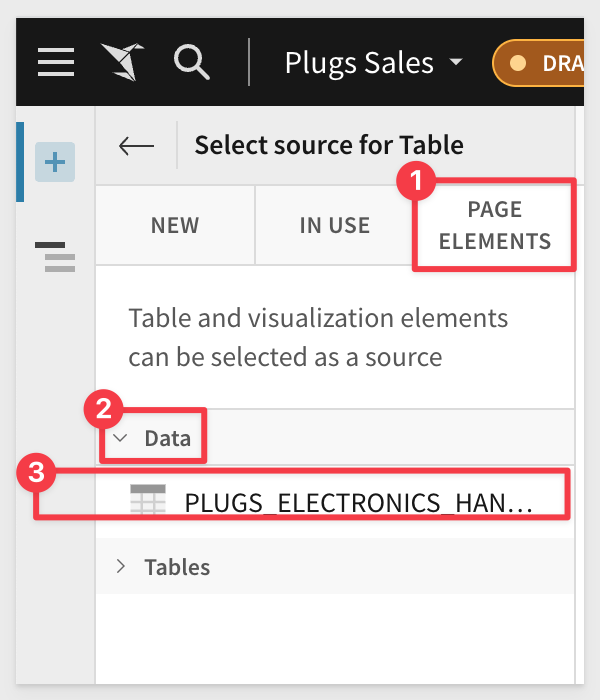 Plugs Sales
DRA
Select source for Table
1
NEW
IN USE
PAGE
ELEMENTS
Table and visualization elements
can be selected as a source
2
Data
3
PLUGS_ELECTRONICS_HAN...
Tables